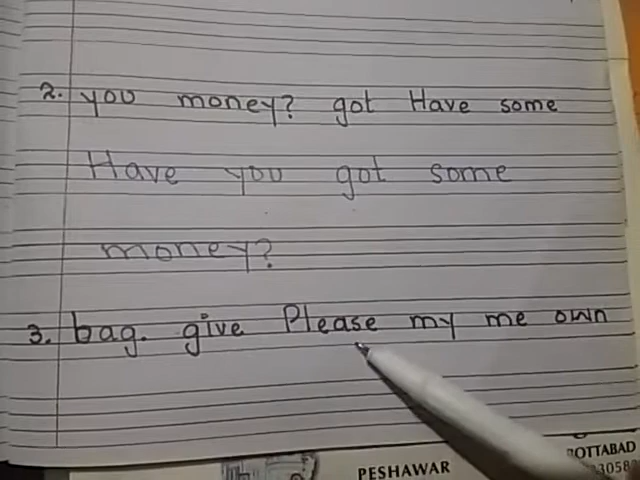 2. you money? got Have some
Have you got some
money?
3. bag. give Please my me own
PESHAWAR